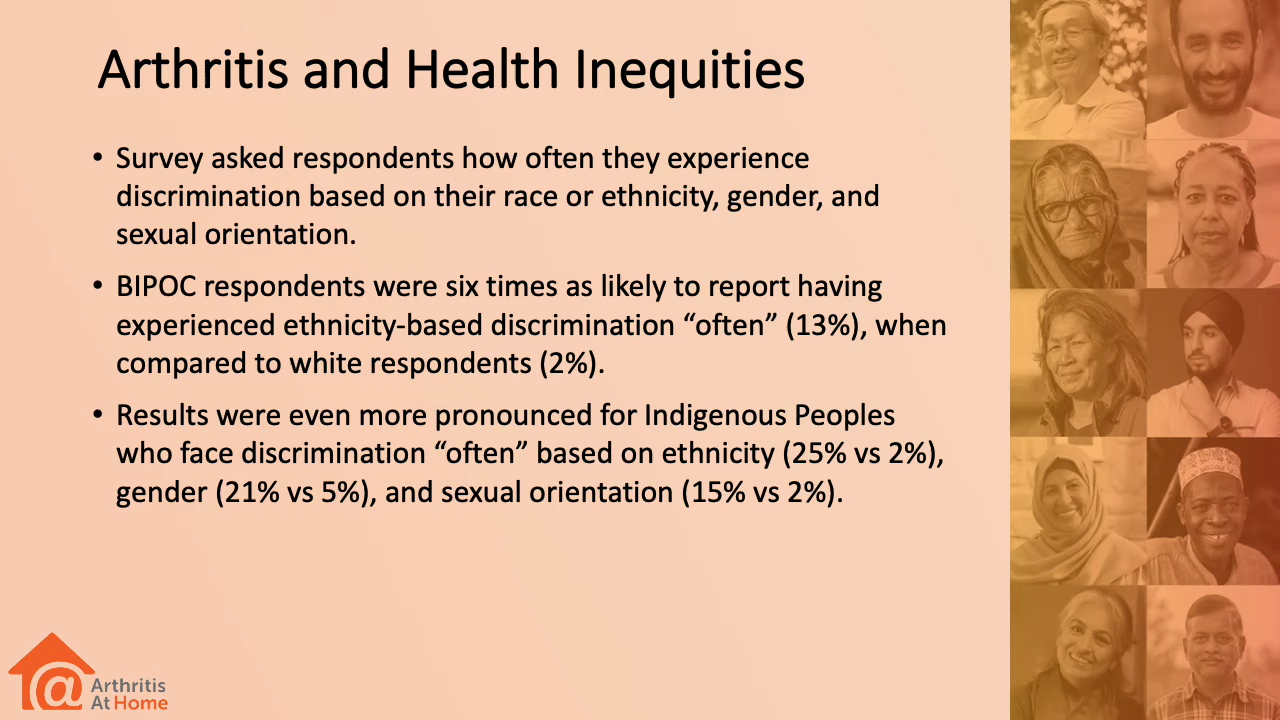 Arthritis and Health Inequities
• Survey asked respondents how often they experience
discrimination based on their race or ethnicity, gender, and
sexual orientation.
• BIPOC respondents were six times as likely to report having
experienced ethnicity-based discrimination “often” (13%), when
compared to white respondents (2%).
• Results were even more pronounced for Indigenous Peoples
who face discrimination “often” based on ethnicity (25% vs 2%),
gender (21% vs 5%), and sexual orientation (15% vs 2%).
@ Arthritis
At Home